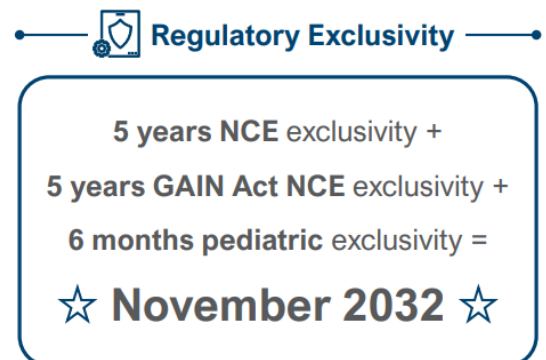 Regulatory Exclusivity
5 years NCE exclusivity +
5 years GAIN Act NCE exclusivity +
6 months pediatric exclusivity =
November 2032